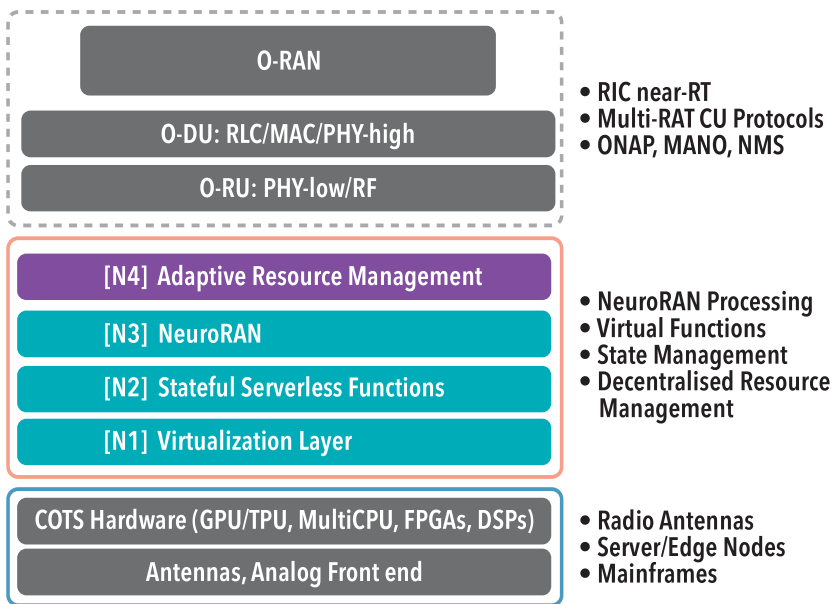 O-RAN
O-DU: RLC/MAC/PHY-high
O-RU: PHY-low/RF
• RIC near-RT
• Multi-RAT CU Protocols
• ONAP, MANO, NMS
[N4] Adaptive Resource Management
[N3] NeuroRAN
[N2] Stateful Serverless Functions
[N1] Virtualization Layer
• NeuroRAN Processing
• Virtual Functions
• State Management
• Decentralised Resource
Management
COTS Hardware (GPU/TPU, MultiCPU, FPGAs, DSPs)
Antennas, Analog Front end
• Radio Antennas
• Server/Edge Nodes
• Mainframes